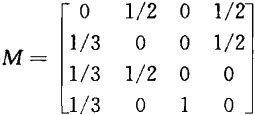 0 1/2 0 1/2
1/3 0 0 1/2
M =
1/3 1/2 0 0
1/3 0 1 0